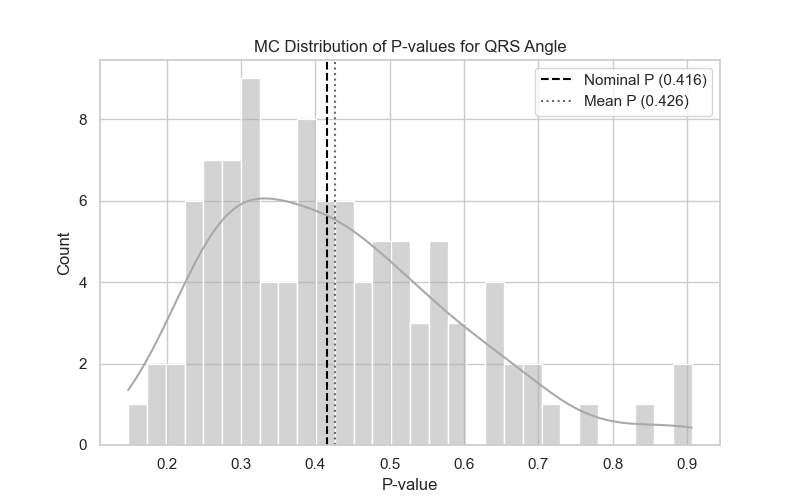 MC Distribution of P-values for QRS Angle
Nominal P (0.416)
Mean P (0.426)
Count
8
6
4
2
0
0.2 0.3 0.4 0.5 0.6 0.7 0.8 0.9
P-value